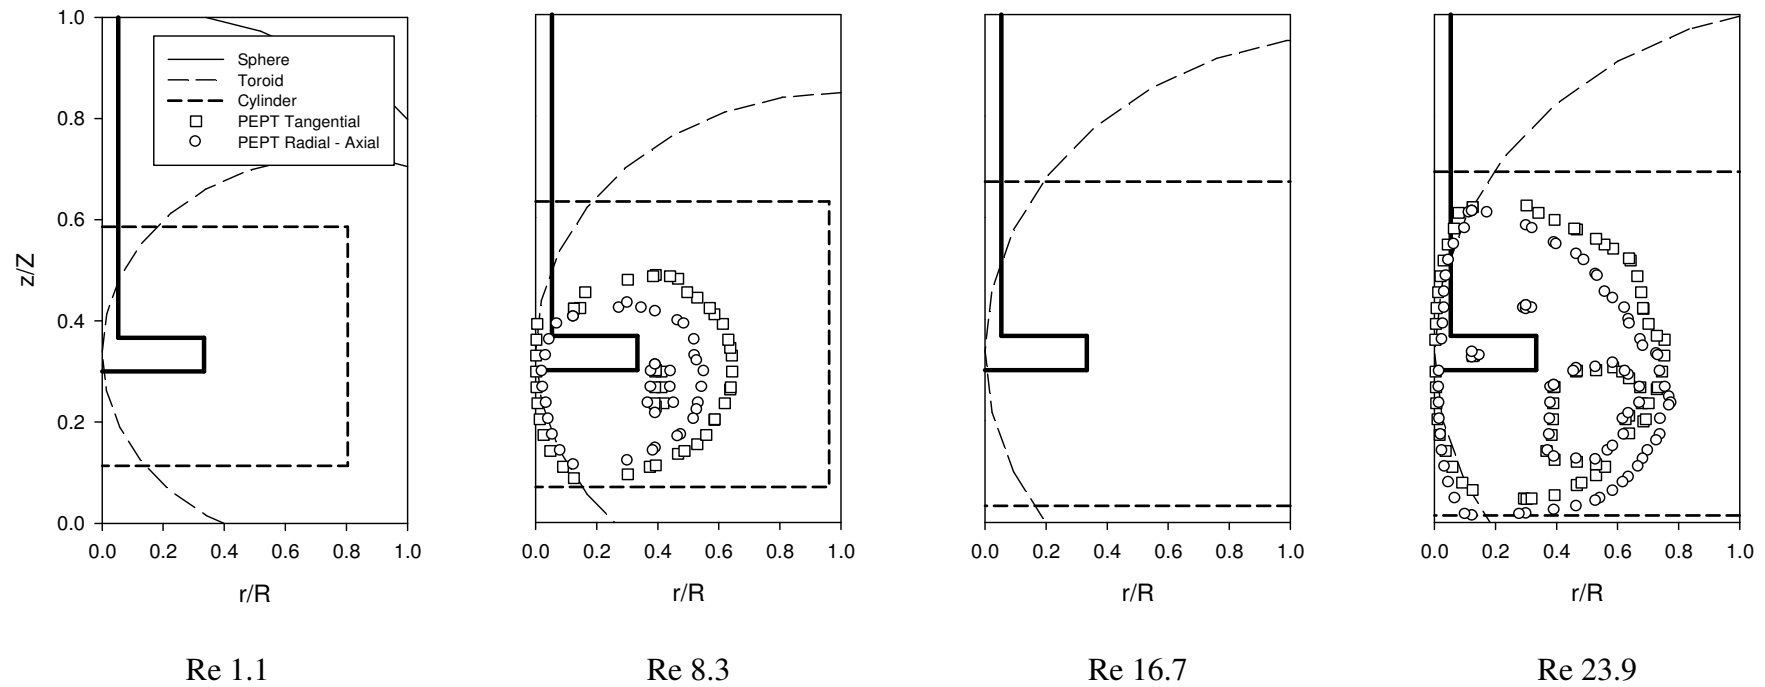 1.0
0.8
0.6
0.4
0.2
0.0
z/Z
Sphere
Toroid
Cylinder
PEPT Tangential
PEPT Radial - Axial
0.0 0.2 0.4 0.6 0.8 1.0
r/R
Re 1.1
0.0 0.2 0.4 0.6 0.8 1.0
r/R
Re 8.3
0.0 0.2 0.4 0.6 0.8 1.0
r/R
Re 16.7
0.0 0.2 0.4 0.6 0.8 1.0
r/R
Re 23.9